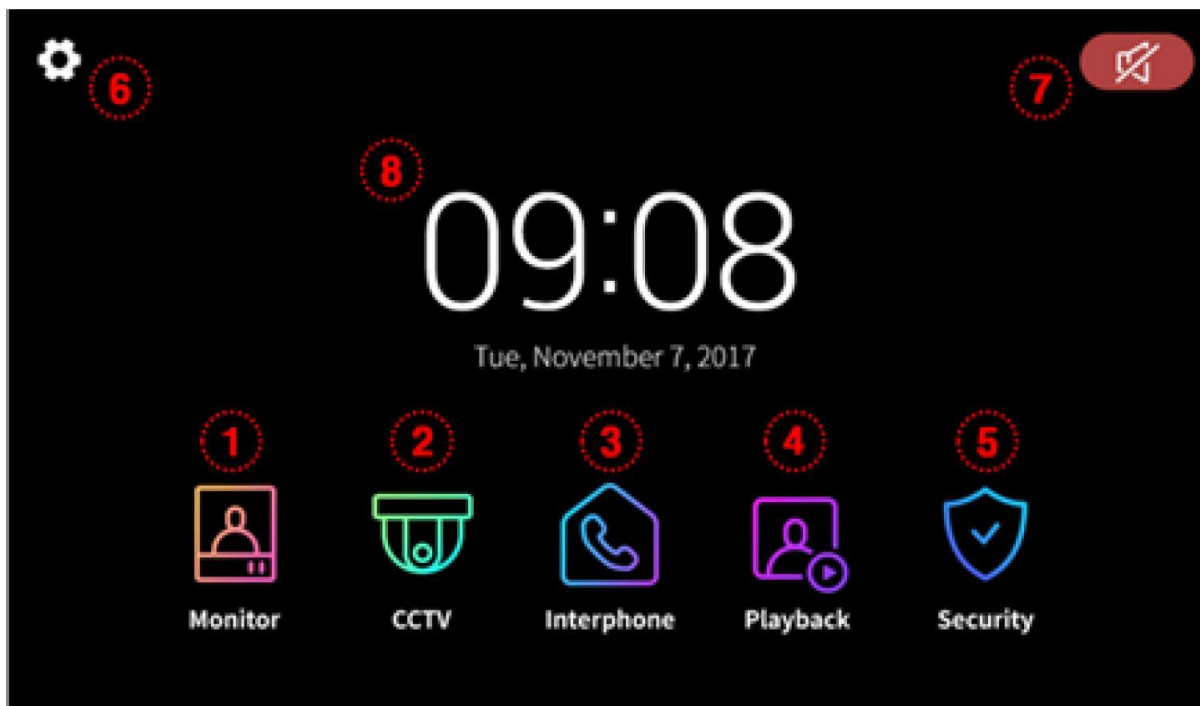 6
7
8
09:08
Tue, November 7, 2017
1 2 3 4 5
Monitor CCTV Interphone Playback Security